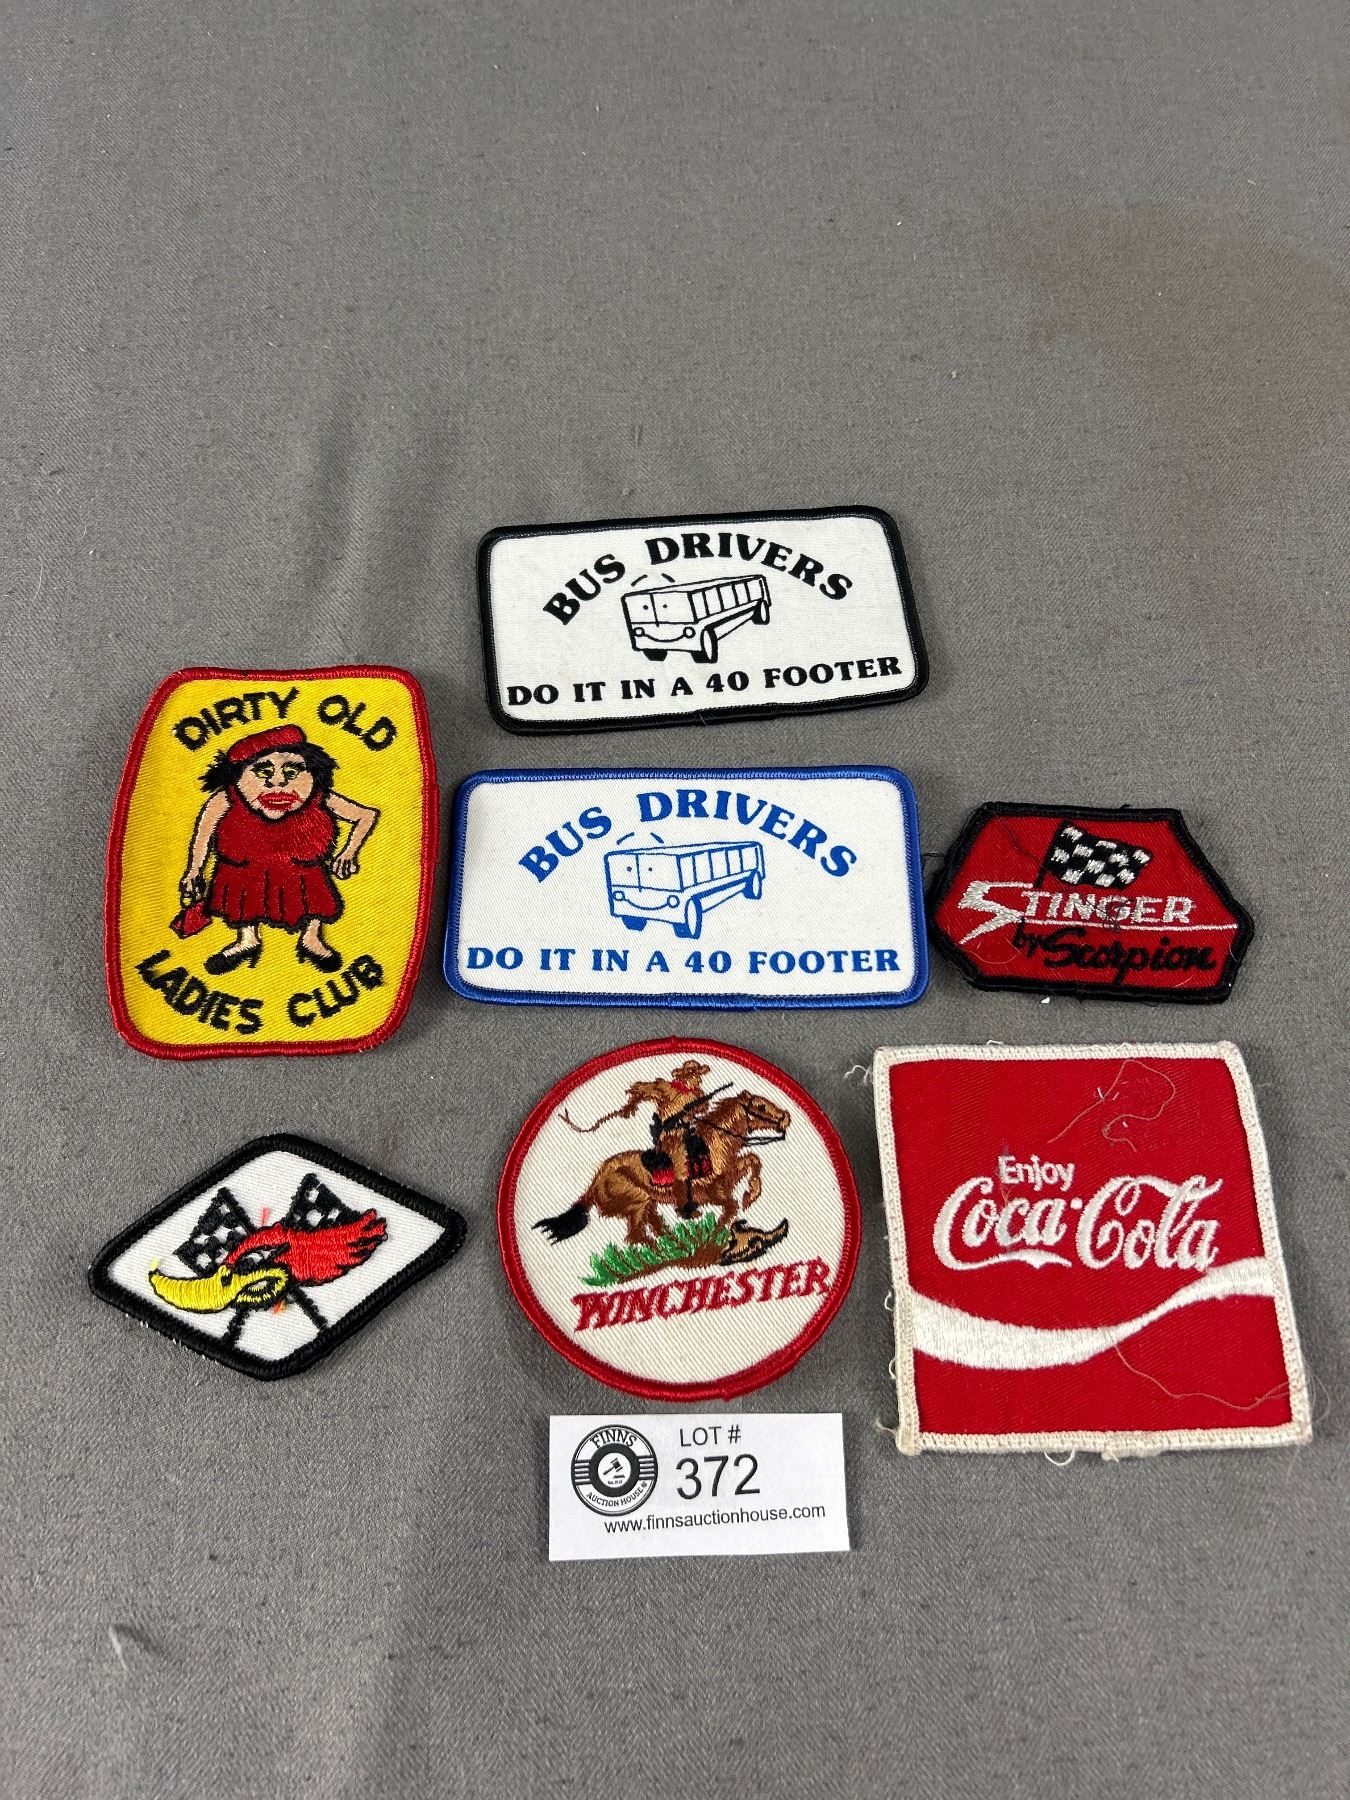 BUS DRIVERS
DO IT IN A 40 FOOTER
DIRTY OLD
LADIES CLUB
BUS DRIVERS
DO IT IN A 40 FOOTER
STINGER
by Scorpion
WINCHESTER
Enjoy
Coca-Cola
FINNS
AUCTION HOUSE
LOT #
372
www.finnsauctionhouse.com